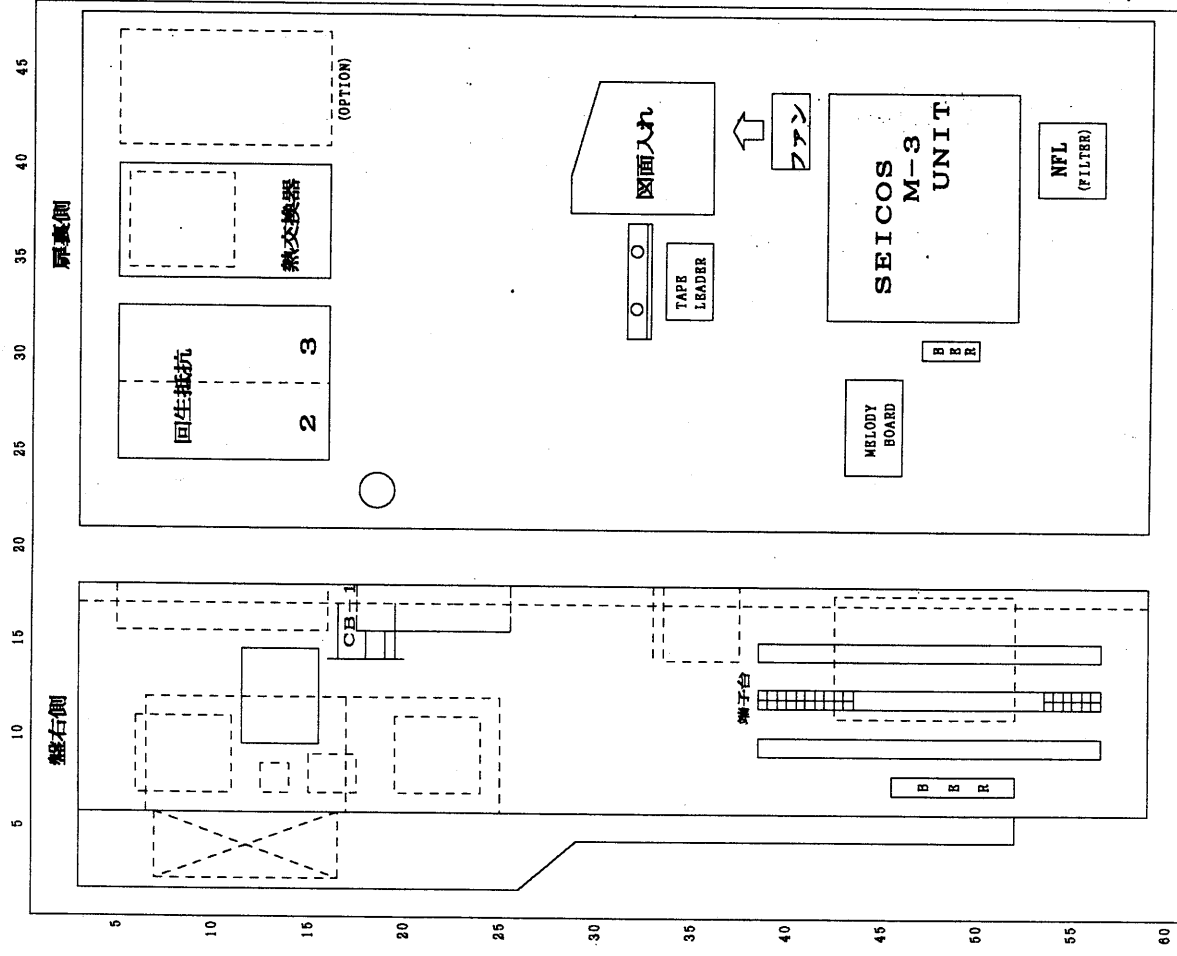 5 10 15 20 25 30 35 40 45
盤右側
扉裏側
5
10
15
20
25
30
35
40
45
50
55
60
CB-1
端子台
B E R
回生抵抗
2 3
熱交換器
(OPTION)
図面入れ
TAPE
LEADER
ファン
MELODY
BOARD
B E R
SEICOS
M-3
UNIT
NFL
(FILTER)